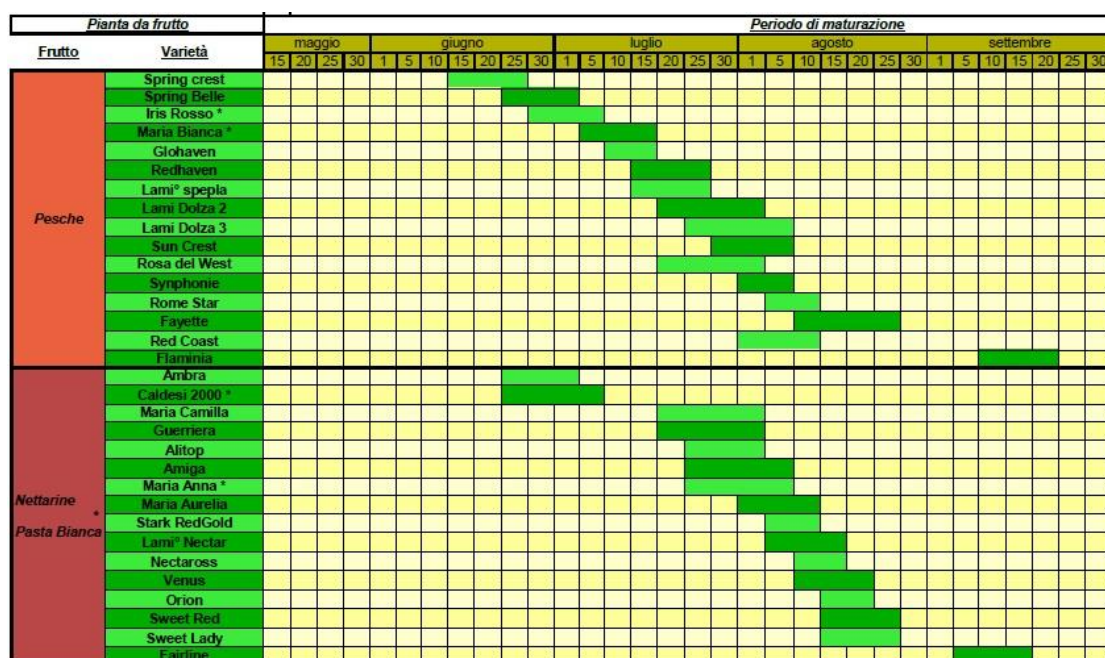 Pianta da frutto Periodo di maturazione
Frutto Varietà maggio giugno luglio agosto settembre
15 20 25 30 1 5 10 15 20 25 30 1 5 10 15 20 25 30 1 5 10 15 20 25 30 1 5 10 15 20 25 30
Pesche
Spring crest
Spring Belle
Iris Rosso *
Maria Bianca *
Glohaven
Redhaven
Lami° spepla
Lami Dolza 2
Lami Dolza 3
Sun Crest
Rosa del West
Synphonie
Rome Star
Fayette
Red Coast
Flaminia
Nettarine
*
Pasta Bianca
Ambra
Caldesi 2000 *
Maria Camilla
Guerriera
Alitop
Amiga
Maria Anna *
Maria Aurelia
Stark RedGold
Lami° Nectar
Nectaross
Venus
Orion
Sweet Red
Sweet Lady
Fairline